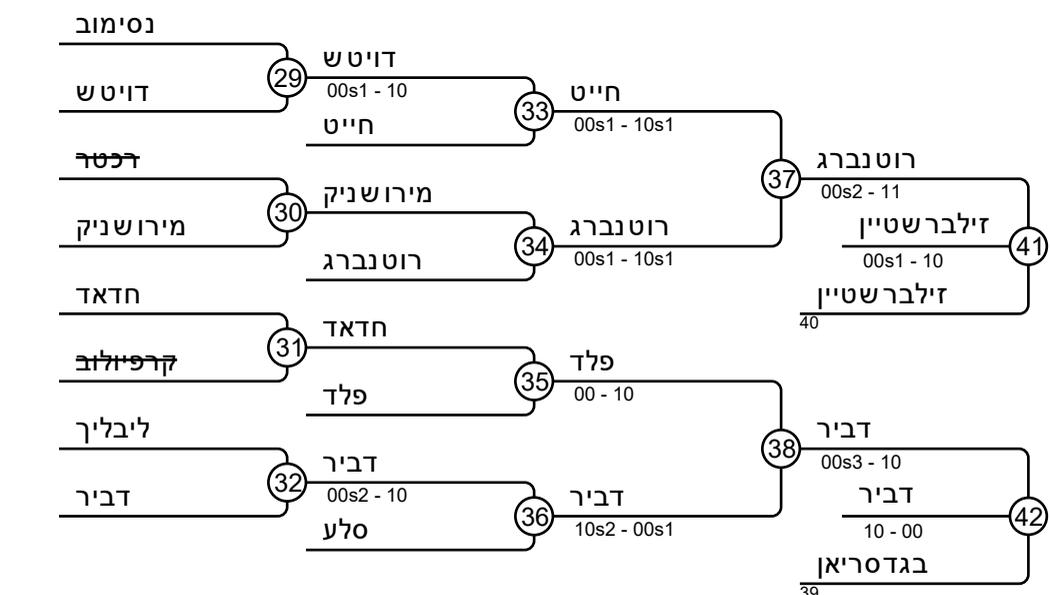 נסימוב
דויטש
29
דויטש
00s1 - 10
חייט
33
חייט
00s1 - 10s1
רכטר
מירושניק
30
מירושניק
רוטנברג
34
רוטנברג
00s1 - 10s1
37
רוטנברג
00s2 - 11
זילברשטיין
00s1 - 10
41
זילברשטיין
40
חדאד
קרפיולוב
31
חדאד
פלד
35
פלד
00 - 10
ליבליך
דביר
32
דביר
00s2 - 10
סלע
36
דביר
10s2 - 00s1
38
דביר
00s3 - 10
דביר
10 - 00
42
בגדסריאן
39